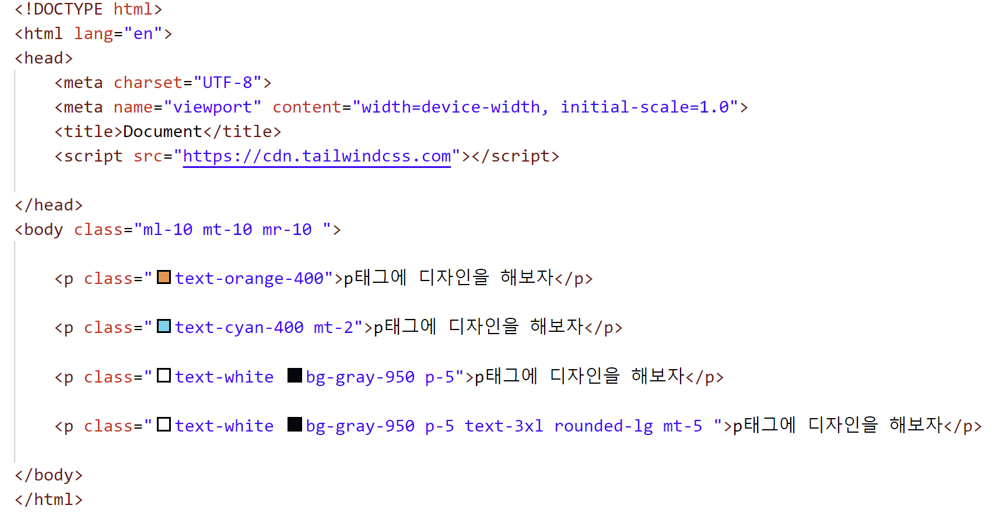 <!DOCTYPE html>
<html lang="en">
<head>
    <meta charset="UTF-8">
    <meta name="viewport" content="width=device-width, initial-scale=1.0">
    <title>Document</title>
    <script src="https://cdn.tailwindcss.com"></script>
</head>
<body class="ml-10 mt-10 mr-10 ">
    <p class="text-orange-400">p태그에 디자인을 해보자</p>
    <p class="text-cyan-400 mt-2">p태그에 디자인을 해보자</p>
    <p class="text-white bg-gray-950 p-5">p태그에 디자인을 해보자</p>
    <p class="text-white bg-gray-950 p-5 text-3xl rounded-lg mt-5 ">p태그에 디자인을 해보자</p>
</body>
</html>